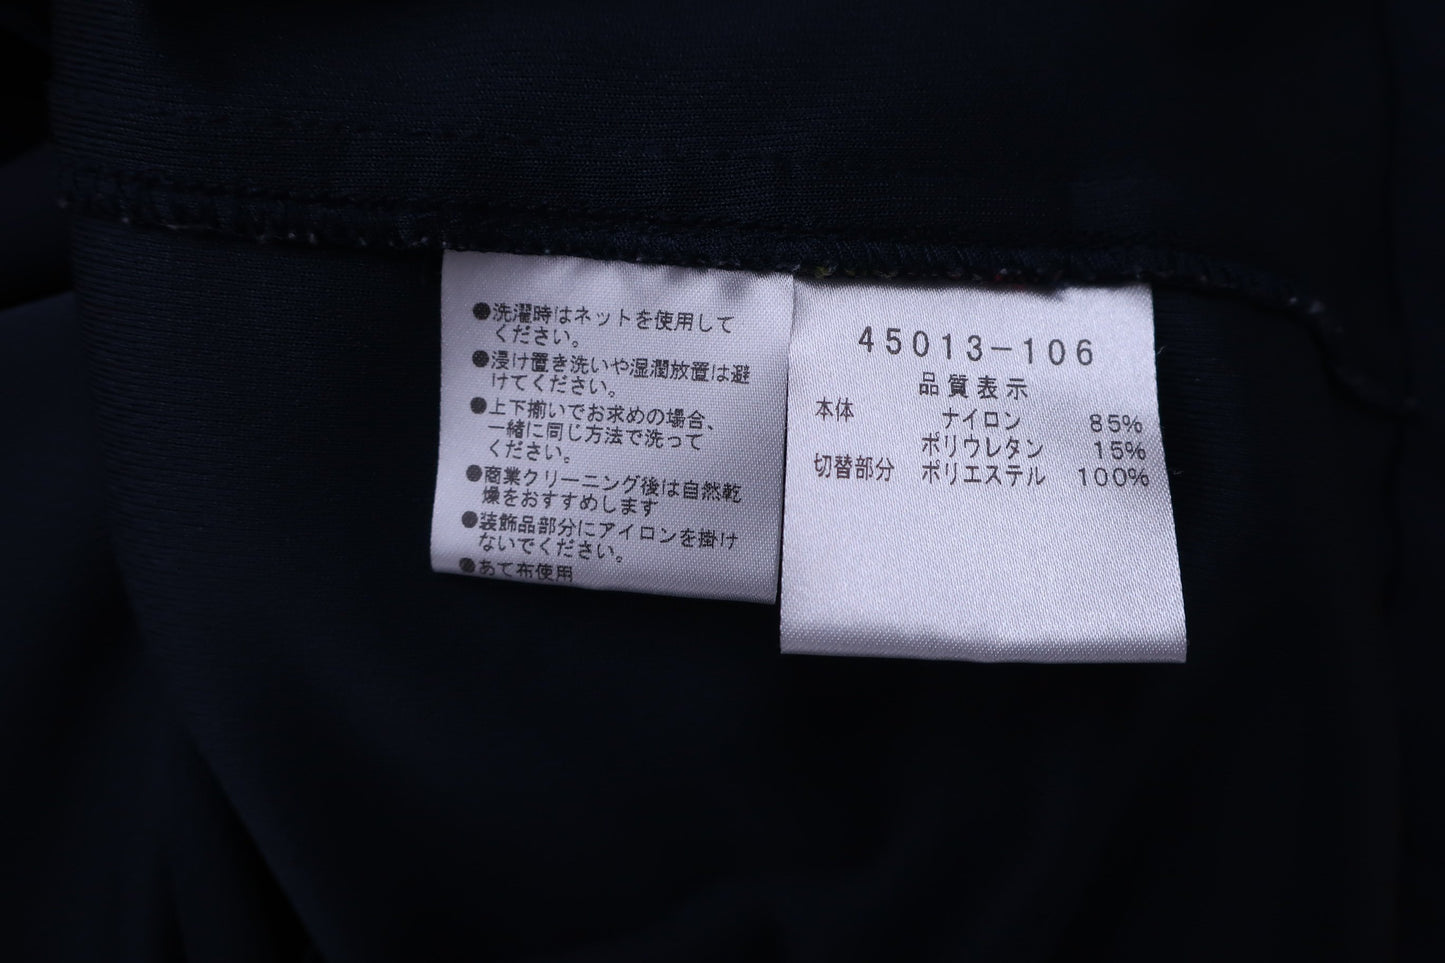 ●洗濯時はネットを使用して
ください。
●浸け置き洗いや湿潤放置は避
けてください。
●上下揃いでお求めの場合、
一緒に同じ方法で洗って
ください。
●商業クリーニング後は自然乾
燥をおすすめします
●装飾品部分にアイロンを掛け
ないでください。
●あて布使用
45013-106
品質表示
本体 ナイロン 85%
ポリウレタン 15%
切替部分 ポリエステル 100%